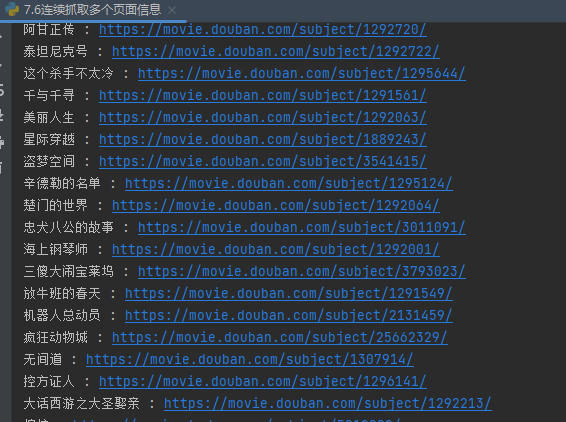 7.6连续抓取多个页面信息 ×
阿甘正传 : https://movie.douban.com/subject/1292720/
泰坦尼克号 : https://movie.douban.com/subject/1292722/
这个杀手不太冷 : https://movie.douban.com/subject/1295644/
千与千寻 : https://movie.douban.com/subject/1291561/
美丽人生 : https://movie.douban.com/subject/1292063/
星际穿越 : https://movie.douban.com/subject/1889243/
盗梦空间 : https://movie.douban.com/subject/3541415/
辛德勒的名单 : https://movie.douban.com/subject/1295124/
楚门的世界 : https://movie.douban.com/subject/1292064/
忠犬八公的故事 : https://movie.douban.com/subject/3011091/
海上钢琴师 : https://movie.douban.com/subject/1292001/
三傻大闹宝莱坞 : https://movie.douban.com/subject/3793023/
放牛班的春天 : https://movie.douban.com/subject/1291549/
机器人总动员 : https://movie.douban.com/subject/2131459/
疯狂动物城 : https://movie.douban.com/subject/25662329/
无间道 : https://movie.douban.com/subject/1307914/
控方证人 : https://movie.douban.com/subject/1296141/
大话西游之大圣娶亲 : https://movie.douban.com/subject/1292213/